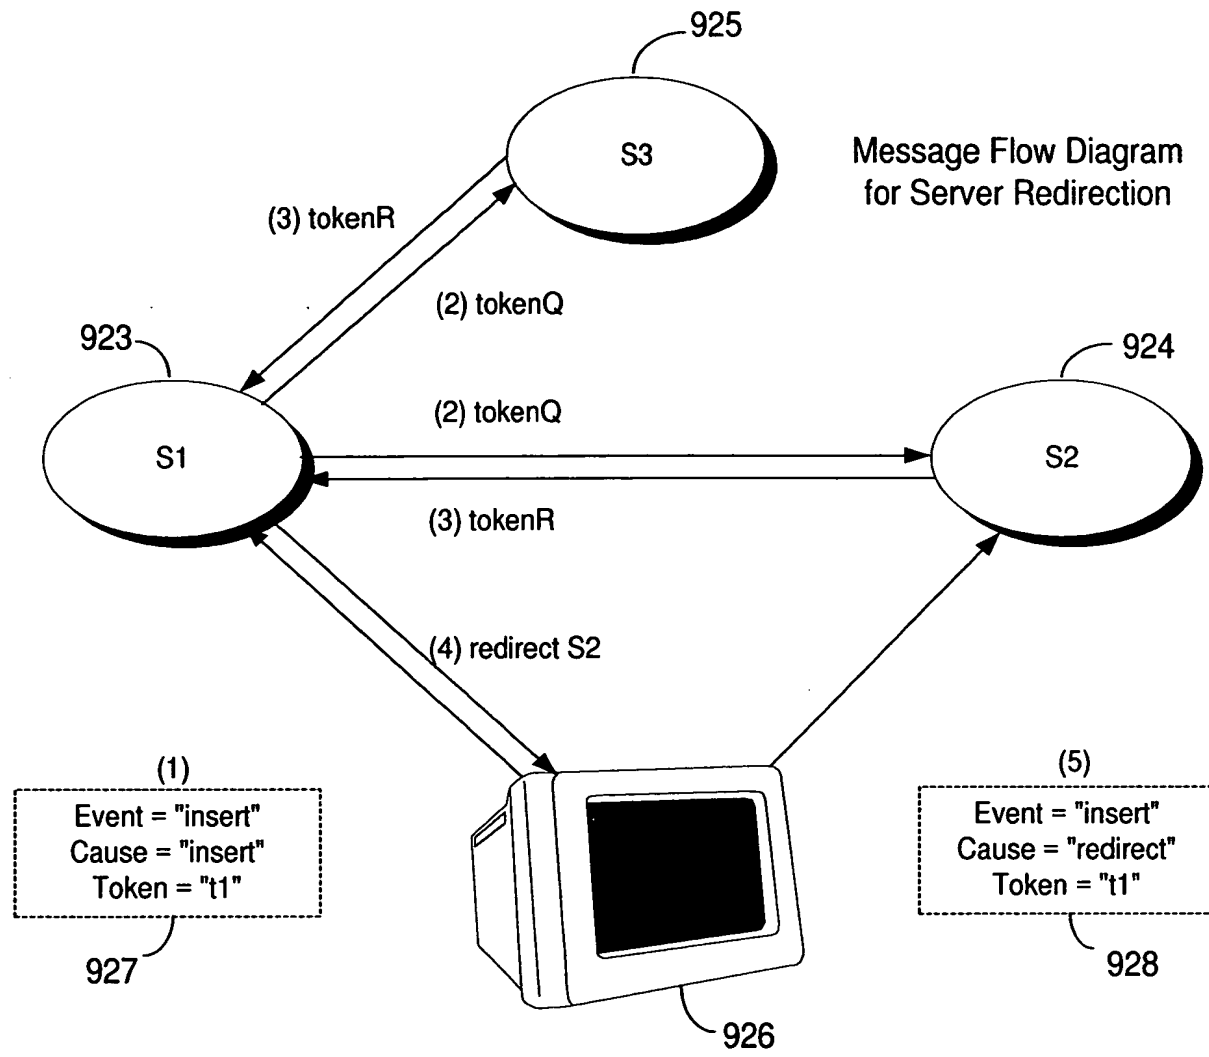 925
S3
Message Flow Diagram
for Server Redirection
(3) tokenR
(2) tokenQ
923
924
(2) tokenQ
S1
S2
(3) tokenR
(4) redirect S2
(1)
Event = "insert"
Cause = "insert"
Token = "t1"
927
(5)
Event = "insert"
Cause = "redirect"
Token = "t1"
928
926